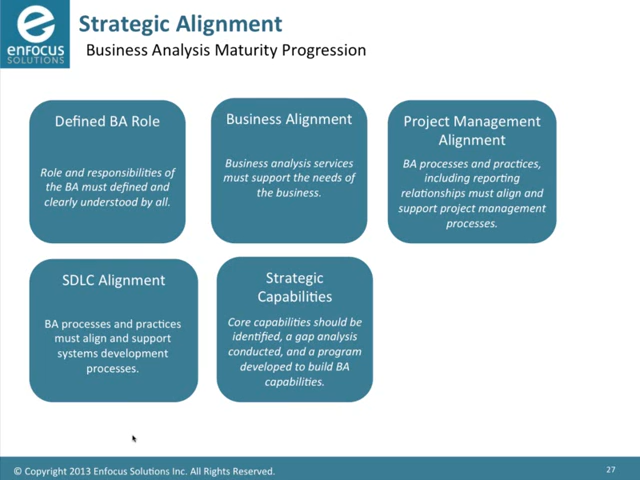 enfocus
SOLUTIONS
Strategic Alignment
Business Analysis Maturity Progression
Defined BA Role
Role and responsibilities of
the BA must defined and
clearly understood by all.
Business Alignment
Business analysis services
must support the needs of
the business.
Project Management
Alignment
BA processes and practices,
including reporting
relationships must align and
support project management
processes.
SDLC Alignment
BA processes and practices
must align and support
systems development
processes.
Strategic
Capabilities
Core capabilities should be
identified, a gap analysis
conducted, and a program
developed to build BA
capabilities.
© Copyright 2013 Enfocus Solutions Inc. All Rights Reserved.
27